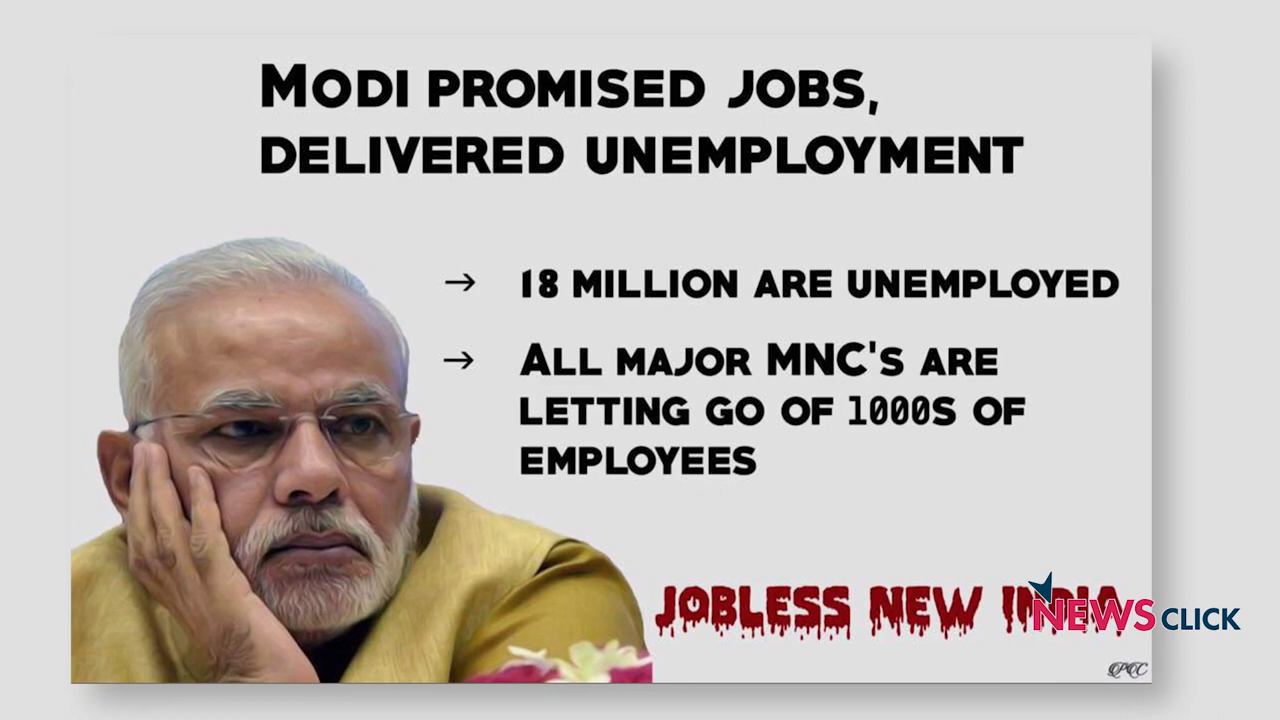 MODI PROMISED JOBS,
DELIVERED UNEMPLOYMENT
→ 18 MILLION ARE UNEMPLOYED
→ ALL MAJOR MNC'S ARE
LETTING GO OF 1000S OF
EMPLOYEES
JOBLESS NEW INDIA
NEWSCLICK